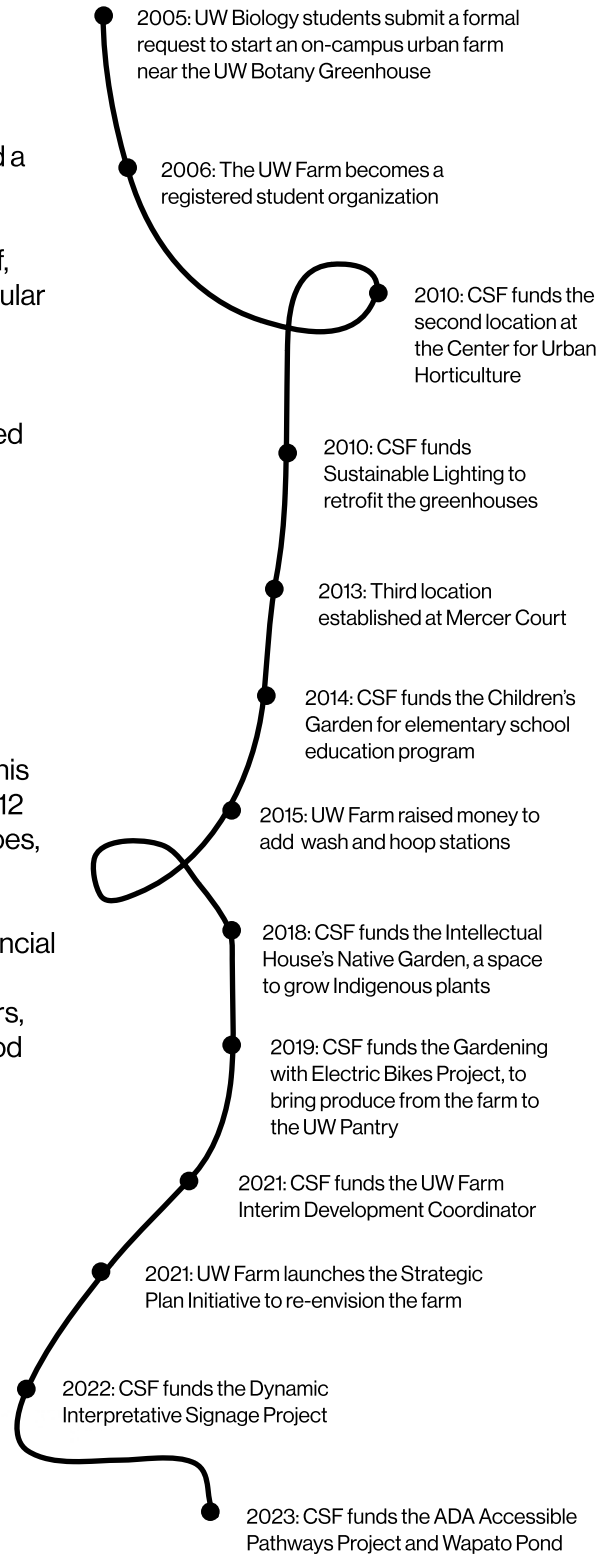 2005: UW Biology students submit a formal
request to start an on-campus urban farm
near the UW Botany Greenhouse
a
2006: The UW Farm becomes a
registered student organization
2010: CSF funds the
second location at
the Center for Urban
Horticulture
2010: CSF funds
Sustainable Lighting to
retrofit the greenhouses
2013: Third location
established at Mercer Court
2014: CSF funds the Children's
Garden for elementary school
education program
12
2015: UW Farm raised money to
add wash and hoop stations
2018: CSF funds the Intellectual
House's Native Garden, a space
to grow Indigenous plants
2019: CSF funds the Gardening
with Electric Bikes Project, to
bring produce from the farm to
the UW Pantry
2021: CSF funds the UW Farm
Interim Development Coordinator
2021: UW Farm launches the Strategic
Plan Initiative to re-envision the farm
2022: CSF funds the Dynamic
Interpretative Signage Project
2023: CSF funds the ADA Accessible
Pathways Project and Wapato Pond